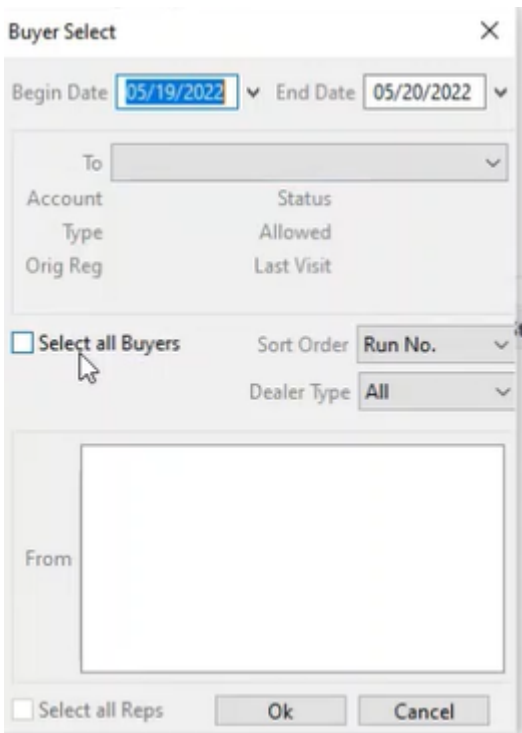 Buyer Select
Begin Date 05/19/2022 End Date 05/20/2022
To
Account Status
Type Allowed
Orig Reg Last Visit
Select all Buyers Sort Order Run No.
Dealer Type All
From
Select all Reps Ok Cancel